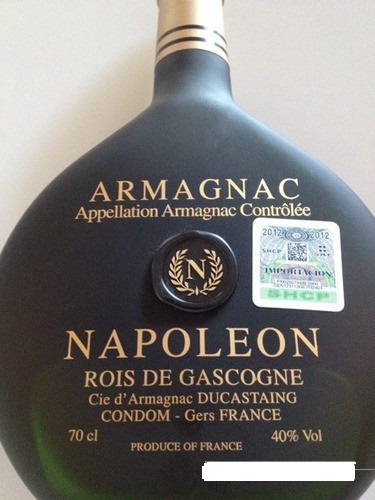 ARMAGNAC
Appellation Armagnac Contrôlée
2012 2012
SHCP
IMPORTACION
SHCP
N
NAPOLEON
ROIS DE GASCOGNE
Cie d'Armagnac DUCASTAING
CONDOM - Gers FRANCE
70 cl 40% Vol
PRODUCE OF FRANCE